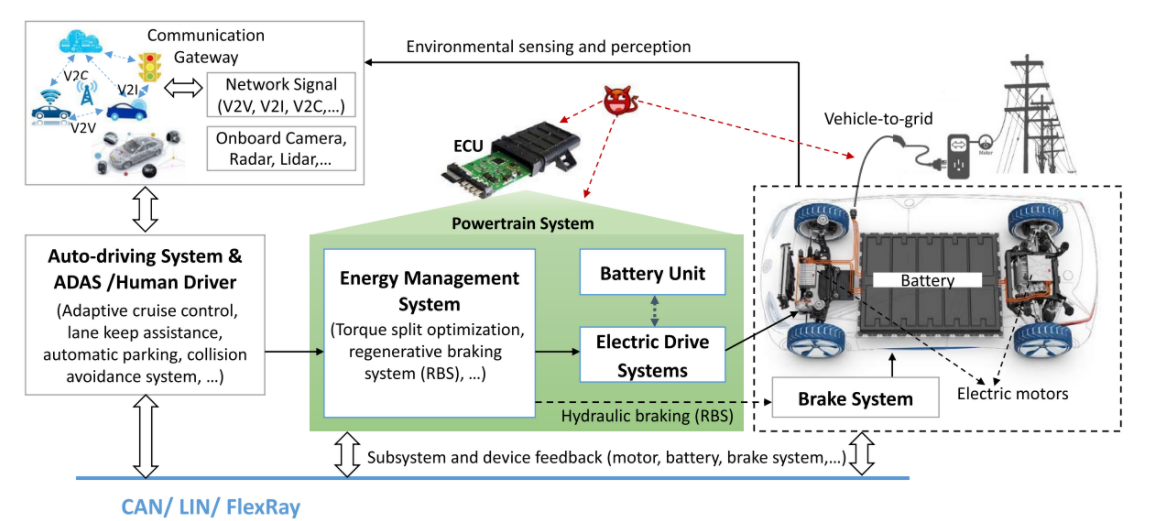 Communication
Gateway
V2C
V2I
V2V
Network Signal
(V2V, V2I, V2C,...)
Onboard Camera,
Radar, Lidar,...
Environmental sensing and perception
ECU
Vehicle-to-grid
Meter
Powertrain System
Auto-driving System &
ADAS /Human Driver
(Adaptive cruise control,
lane keep assistance,
automatic parking, collision
avoidance system, ...)
Energy Management
System
(Torque split optimization,
regenerative braking
system (RBS), ...)
Battery Unit
Electric Drive
Systems
Hydraulic braking (RBS)
Battery
Brake System
Electric motors
Subsystem and device feedback (motor, battery, brake system,...)
CAN/ LIN/ FlexRay